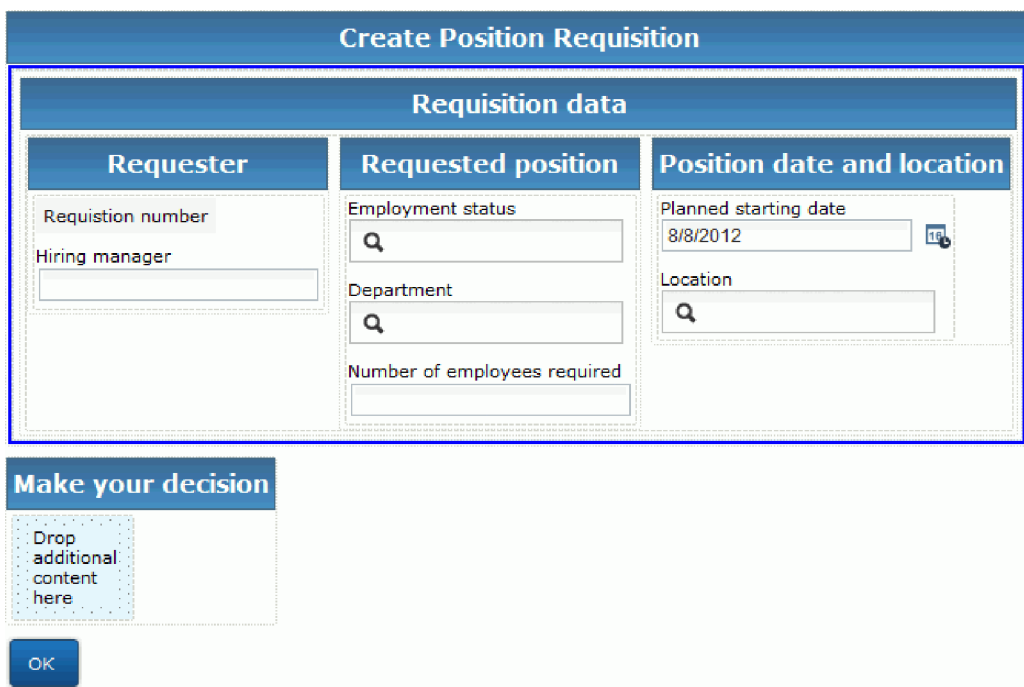 Create Position Requisition
Requisition data
Requester
Requistion number
Hiring manager
Requested position
Employment status
Department
Number of employees required
Position date and location
Planned starting date
8/8/2012
16
Location
Make your decision
Drop
additional
content
here
OK